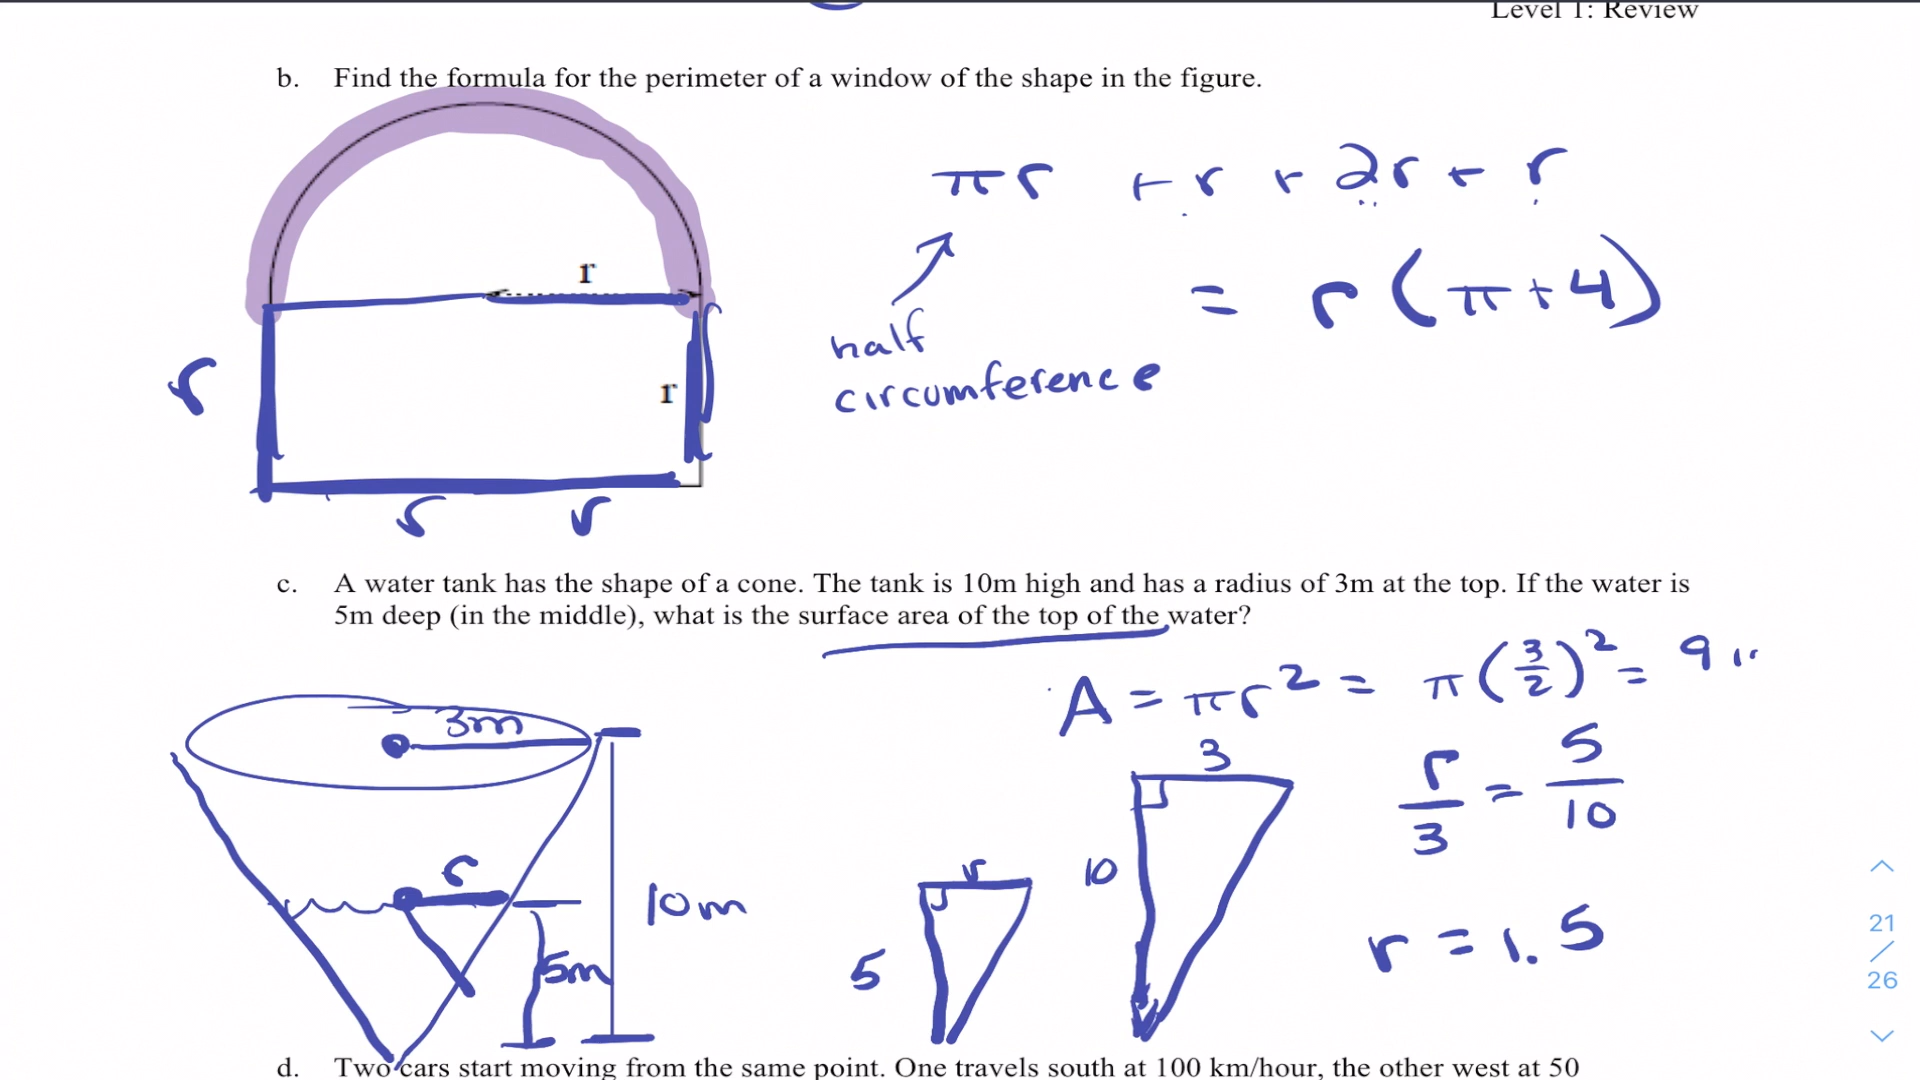 Level 1: Review
b. Find the formula for the perimeter of a window of the shape in the figure.
πr + r + 2r + r
r
= r(π+4)
half
circumference
r
r
r r
c. A water tank has the shape of a cone. The tank is 10m high and has a radius of 3m at the top. If the water is
5m deep (in the middle), what is the surface area of the top of the water?
A = πr² = π(3/2)² = 9
3m
3
r/3 = 5/10
r
r
10
10m
5m
5
r = 1.5
21
/
26
d. Two cars start moving from the same point. One travels south at 100 km/hour, the other west at 50